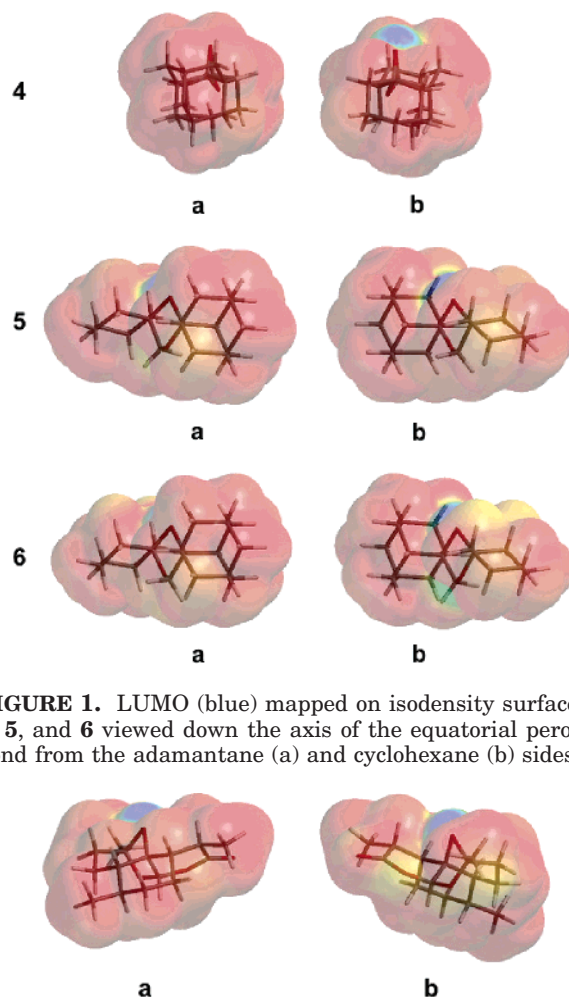 4
a b
5
a b
6
a b
IGURE 1. LUMO (blue) mapped on isodensity surface
5, and 6 viewed down the axis of the equatorial pero
nd from the adamantane (a) and cyclohexane (b) sides
a b